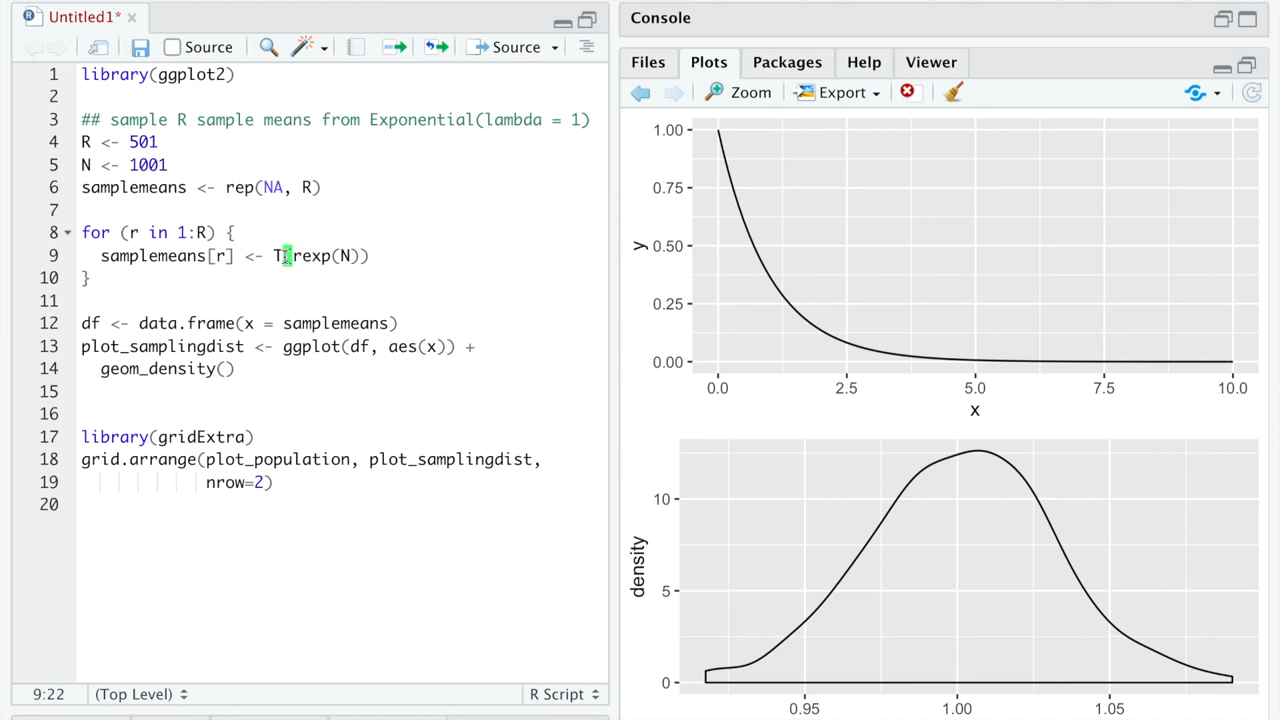 Untitled1*
Source
Source
1 library(ggplot2)
2
3 ## sample R sample means from Exponential(lambda = 1)
4 R <- 501
5 N <- 1001
6 samplemeans <- rep(NA, R)
7
8 for (r in 1:R) {
9 samplemeans[r] <- T(rexp(N))
10 }
11
12 df <- data.frame(x = samplemeans)
13 plot_samplingdist <- ggplot(df, aes(x)) +
14 geom_density()
15
16
17 library(gridExtra)
18 grid.arrange(plot_population, plot_samplingdist,
19 nrow=2)
20
9:22 (Top Level) R Script
Console
Files Plots Packages Help Viewer
Zoom Export
1.00
0.75
0.50
0.25
0.00
y
0.0 2.5 5.0 7.5 10.0
x
10
5
0
density
0.95 1.00 1.05